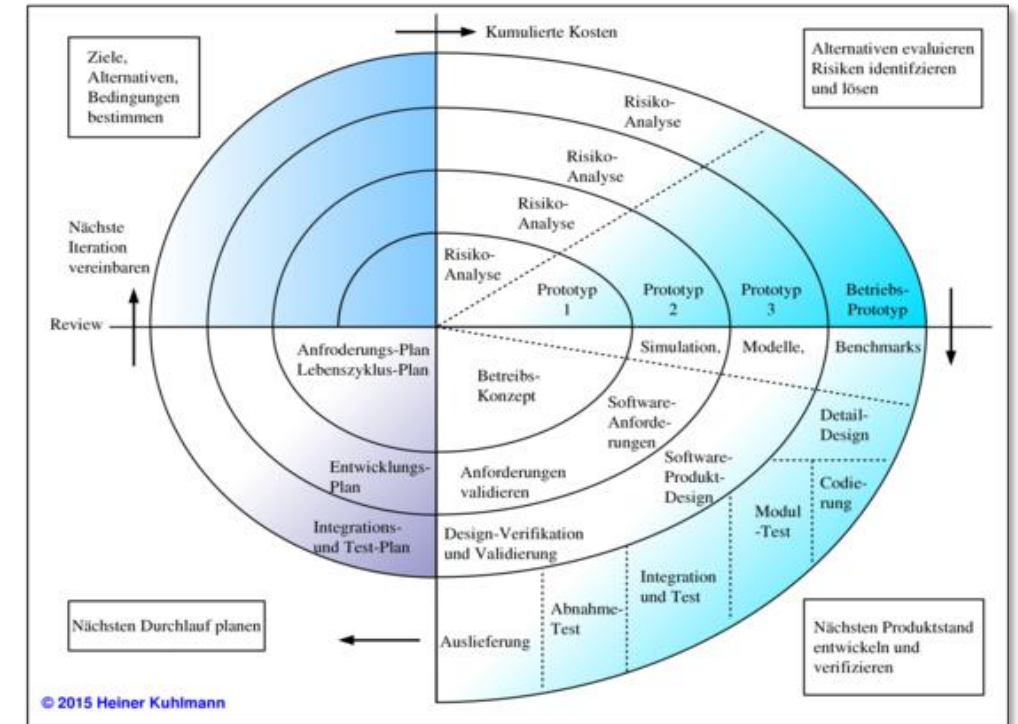 Kumulierte Kosten
Ziele,
Alternativen,
Bedingungen
bestimmen
Alternativen evaluieren
Risiken identifzieren
und lösen
Risiko-
Analyse
Risiko-
Analyse
Risiko-
Analyse
Risiko-
Analyse
Nächste
Iteration
vereinbaren
Prototyp
1
Prototyp
2
Prototyp
3
Betriebs-
Prototyp
Review
Anfroderungs-Plan
Lebenszyklus-Plan
Simulation,
Modelle,
Benchmarks
Betreibs-
Konzept
Software-
Anforde-
rungen
Detail-
Design
Entwicklungs-
Plan
Anforderungen
validieren
Software-
Produkt-
Design
Codie-
rung
Modul
-Test
Integrations-
und Test-Plan
Design-Verifikation
und Validierung
Integration
und Test
Abnahme-
Test
Auslieferung
Nächsten Durchlauf planen
Nächsten Produktstand
entwickeln und
verifizieren
© 2015 Heiner Kuhlmann